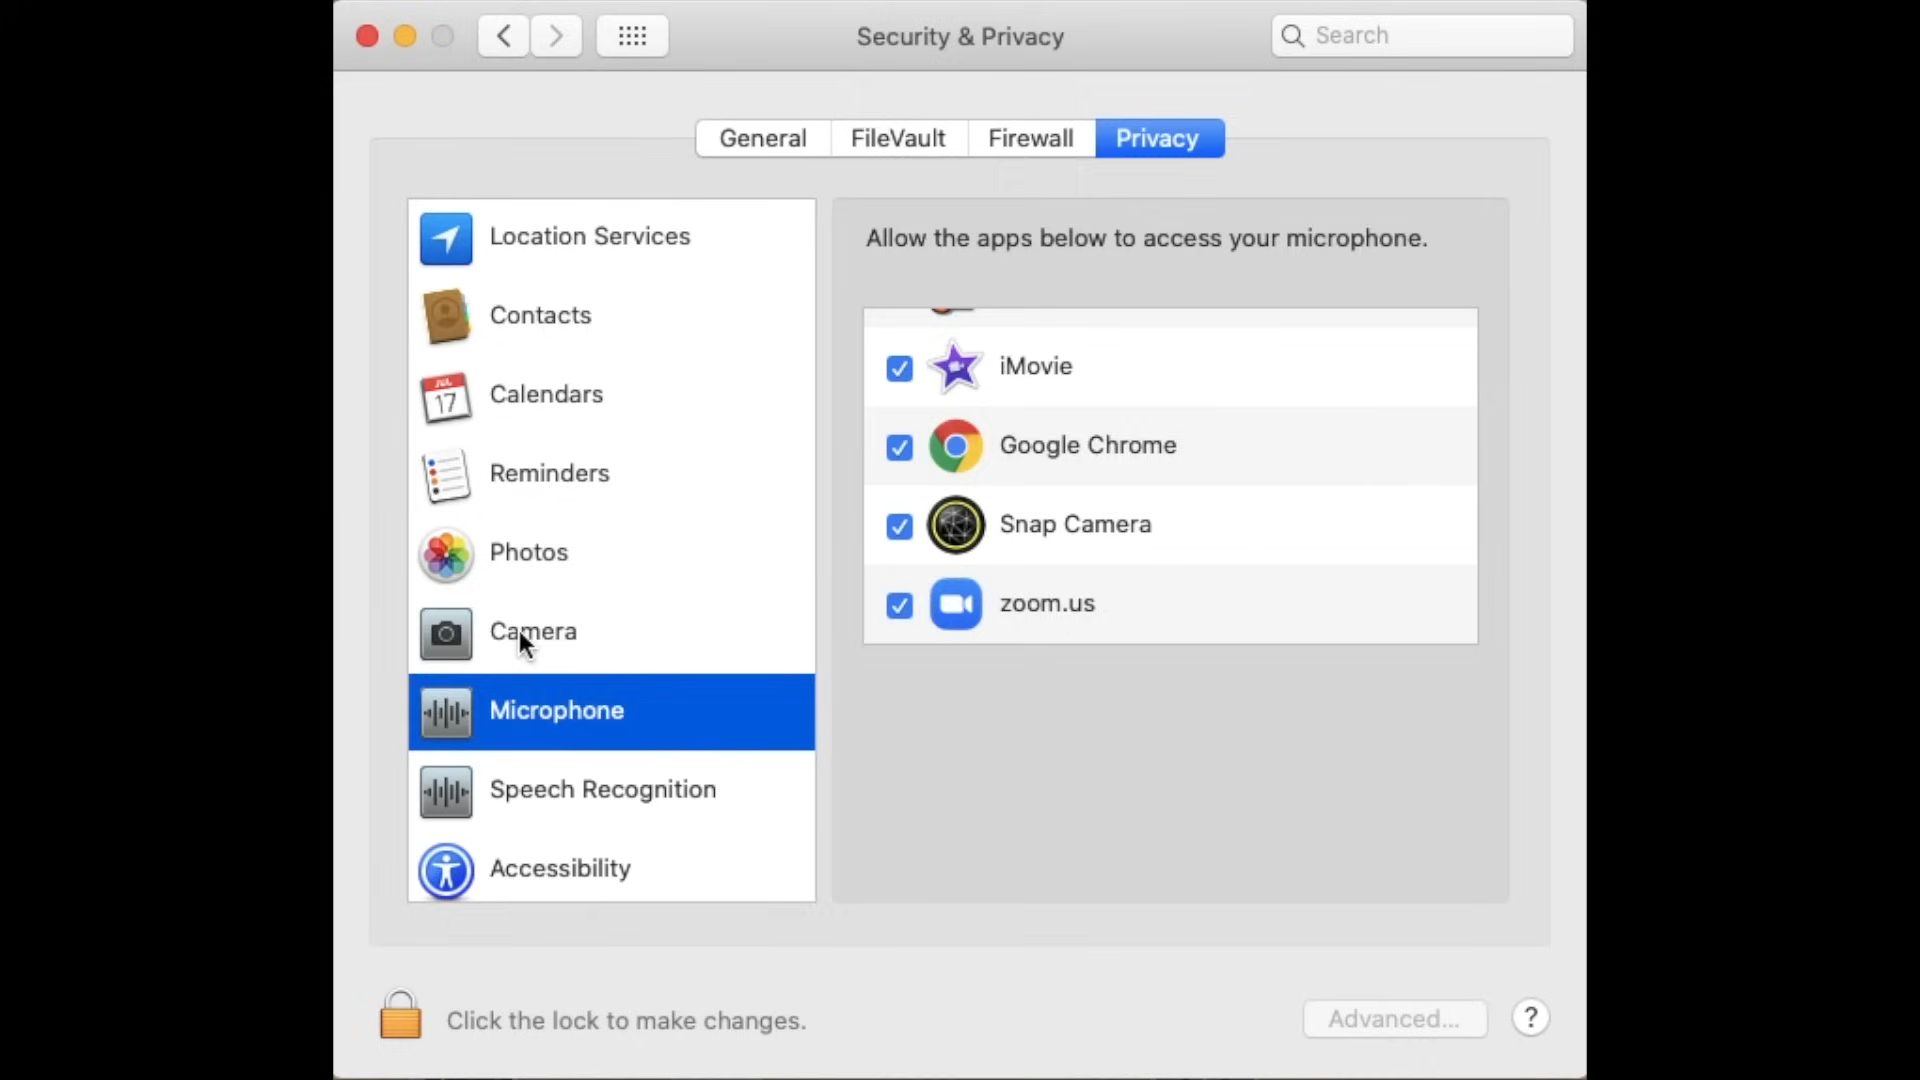 Security & Privacy
Search
General
FileVault
Firewall
Privacy
Location Services
Contacts
JUL
17
Calendars
Reminders
Photos
Camera
Microphone
Speech Recognition
Accessibility
Allow the apps below to access your microphone.
iMovie
Google Chrome
Snap Camera
zoom.us
Click the lock to make changes.
Advanced...
?